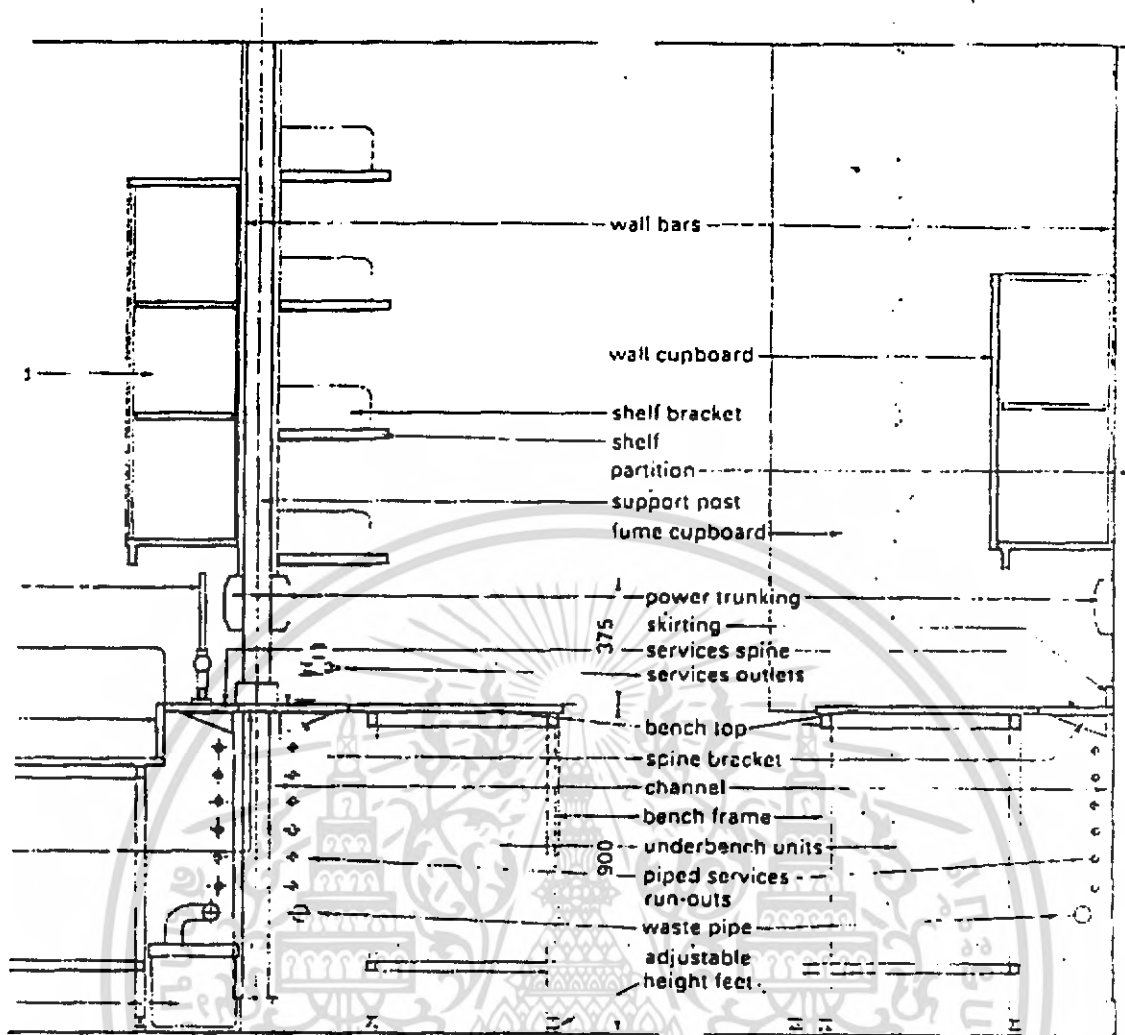 wall bars
wall cupboard
1
shelf bracket
shelf
partition
support post
fume cupboard
power trunking
skirting
375
services spine
services outlets
bench top
spine bracket
channel
bench frame
underbench units
900
piped services
run-outs
waste pipe
adjustable
height feet